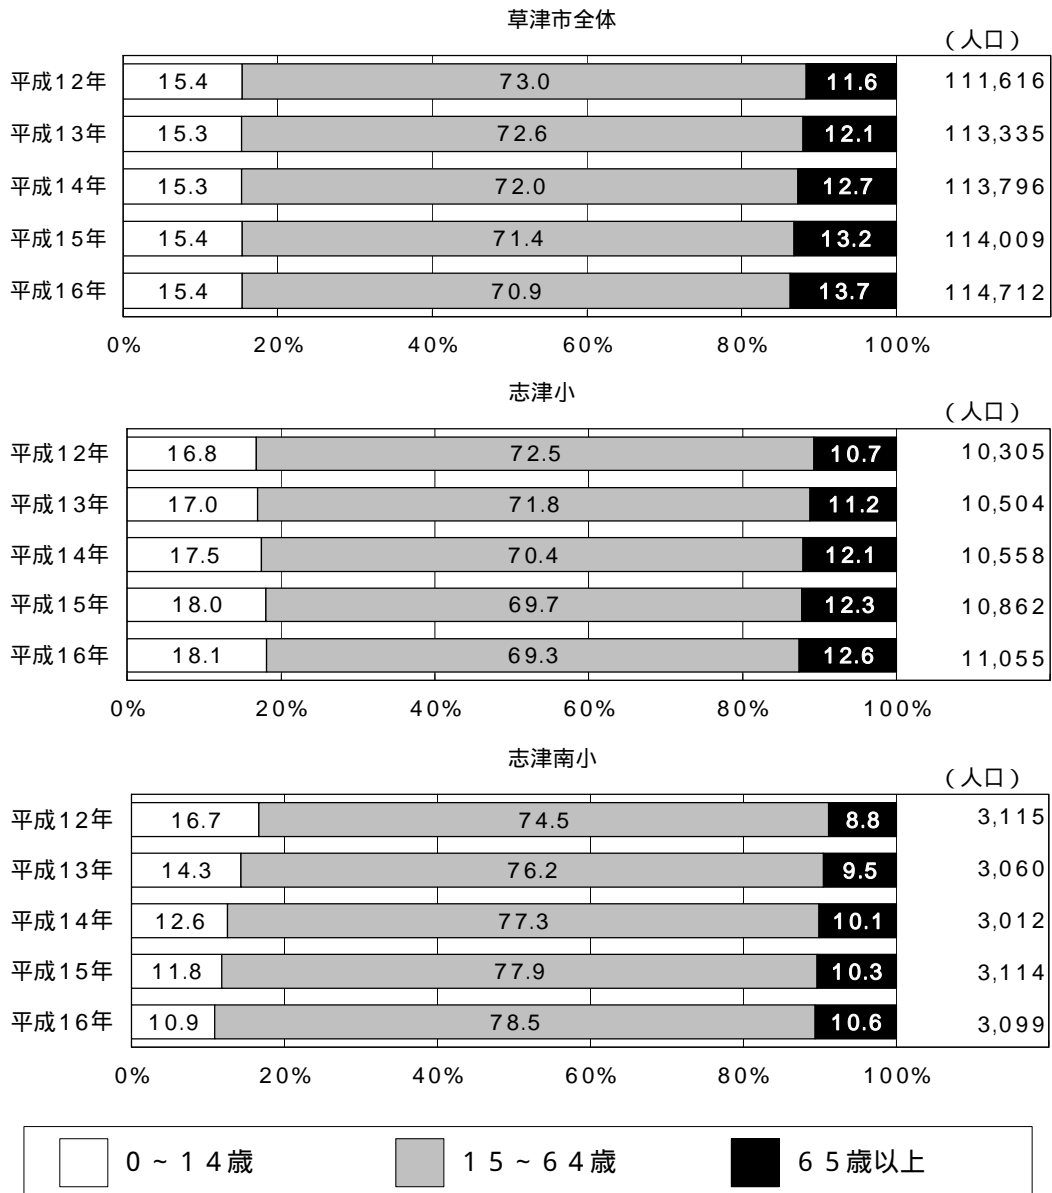 草津市全体
(人口)
平成12年 15.4 73.0 11.6 111,616
平成13年 15.3 72.6 12.1 113,335
平成14年 15.3 72.0 12.7 113,796
平成15年 15.4 71.4 13.2 114,009
平成16年 15.4 70.9 13.7 114,712
0% 20% 40% 60% 80% 100%
志津小
(人口)
平成12年 16.8 72.5 10.7 10,305
平成13年 17.0 71.8 11.2 10,504
平成14年 17.5 70.4 12.1 10,558
平成15年 18.0 69.7 12.3 10,862
平成16年 18.1 69.3 12.6 11,055
0% 20% 40% 60% 80% 100%
志津南小
(人口)
平成12年 16.7 74.5 8.8 3,115
平成13年 14.3 76.2 9.5 3,060
平成14年 12.6 77.3 10.1 3,012
平成15年 11.8 77.9 10.3 3,114
平成16年 10.9 78.5 10.6 3,099
0% 20% 40% 60% 80% 100%
0~14歳 15~64歳 65歳以上